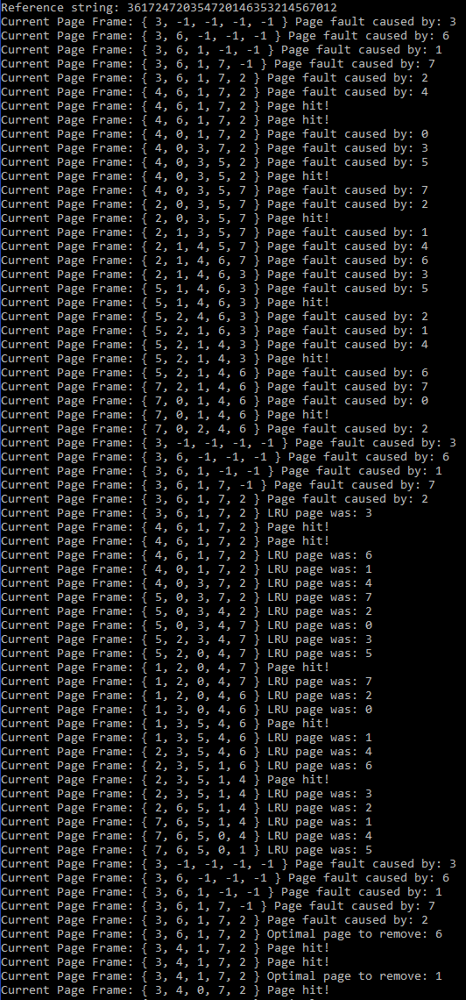 Reference string: 361724720354720146353214567012
Current Page Frame: { 3, -1, -1, -1, -1 } Page fault caused by: 3
Current Page Frame: { 3, 6, -1, -1, -1 } Page fault caused by: 6
Current Page Frame: { 3, 6, 1, -1, -1 } Page fault caused by: 1
Current Page Frame: { 3, 6, 1, 7, -1 } Page fault caused by: 7
Current Page Frame: { 3, 6, 1, 7, 2 } Page fault caused by: 2
Current Page Frame: { 4, 6, 1, 7, 2 } Page fault caused by: 4
Current Page Frame: { 4, 6, 1, 7, 2 } Page hit!
Current Page Frame: { 4, 6, 1, 7, 2 } Page hit!
Current Page Frame: { 4, 0, 1, 7, 2 } Page fault caused by: 0
Current Page Frame: { 4, 0, 3, 7, 2 } Page fault caused by: 3
Current Page Frame: { 4, 0, 3, 5, 2 } Page fault caused by: 5
Current Page Frame: { 4, 0, 3, 5, 2 } Page hit!
Current Page Frame: { 4, 0, 3, 5, 7 } Page fault caused by: 7
Current Page Frame: { 2, 0, 3, 5, 7 } Page fault caused by: 2
Current Page Frame: { 2, 0, 3, 5, 7 } Page hit!
Current Page Frame: { 2, 1, 3, 5, 7 } Page fault caused by: 1
Current Page Frame: { 2, 1, 4, 5, 7 } Page fault caused by: 4
Current Page Frame: { 2, 1, 4, 6, 7 } Page fault caused by: 6
Current Page Frame: { 2, 1, 4, 6, 3 } Page fault caused by: 3
Current Page Frame: { 5, 1, 4, 6, 3 } Page fault caused by: 5
Current Page Frame: { 5, 1, 4, 6, 3 } Page hit!
Current Page Frame: { 5, 2, 4, 6, 3 } Page fault caused by: 2
Current Page Frame: { 5, 2, 1, 6, 3 } Page fault caused by: 1
Current Page Frame: { 5, 2, 1, 4, 3 } Page fault caused by: 4
Current Page Frame: { 5, 2, 1, 4, 3 } Page hit!
Current Page Frame: { 5, 2, 1, 4, 6 } Page fault caused by: 6
Current Page Frame: { 7, 2, 1, 4, 6 } Page fault caused by: 7
Current Page Frame: { 7, 0, 1, 4, 6 } Page fault caused by: 0
Current Page Frame: { 7, 0, 1, 4, 6 } Page hit!
Current Page Frame: { 7, 0, 2, 4, 6 } Page fault caused by: 2
Current Page Frame: { 3, -1, -1, -1, -1 } Page fault caused by: 3
Current Page Frame: { 3, 6, -1, -1, -1 } Page fault caused by: 6
Current Page Frame: { 3, 6, 1, -1, -1 } Page fault caused by: 1
Current Page Frame: { 3, 6, 1, 7, -1 } Page fault caused by: 7
Current Page Frame: { 3, 6, 1, 7, 2 } Page fault caused by: 2
Current Page Frame: { 3, 6, 1, 7, 2 } LRU page was: 3
Current Page Frame: { 4, 6, 1, 7, 2 } Page hit!
Current Page Frame: { 4, 6, 1, 7, 2 } Page hit!
Current Page Frame: { 4, 6, 1, 7, 2 } LRU page was: 6
Current Page Frame: { 4, 0, 1, 7, 2 } LRU page was: 1
Current Page Frame: { 4, 0, 3, 7, 2 } LRU page was: 4
Current Page Frame: { 5, 0, 3, 7, 2 } LRU page was: 7
Current Page Frame: { 5, 0, 3, 4, 2 } LRU page was: 2
Current Page Frame: { 5, 0, 3, 4, 7 } LRU page was: 0
Current Page Frame: { 5, 2, 3, 4, 7 } LRU page was: 3
Current Page Frame: { 5, 2, 0, 4, 7 } LRU page was: 5
Current Page Frame: { 1, 2, 0, 4, 7 } Page hit!
Current Page Frame: { 1, 2, 0, 4, 7 } LRU page was: 7
Current Page Frame: { 1, 2, 0, 4, 6 } LRU page was: 2
Current Page Frame: { 1, 3, 0, 4, 6 } LRU page was: 0
Current Page Frame: { 1, 3, 5, 4, 6 } Page hit!
Current Page Frame: { 1, 3, 5, 4, 6 } LRU page was: 1
Current Page Frame: { 2, 3, 5, 4, 6 } LRU page was: 4
Current Page Frame: { 2, 3, 5, 1, 6 } LRU page was: 6
Current Page Frame: { 2, 3, 5, 1, 4 } Page hit!
Current Page Frame: { 2, 3, 5, 1, 4 } LRU page was: 3
Current Page Frame: { 2, 6, 5, 1, 4 } LRU page was: 2
Current Page Frame: { 7, 6, 5, 1, 4 } LRU page was: 1
Current Page Frame: { 7, 6, 5, 0, 4 } LRU page was: 4
Current Page Frame: { 7, 6, 5, 0, 1 } LRU page was: 5
Current Page Frame: { 3, -1, -1, -1, -1 } Page fault caused by: 3
Current Page Frame: { 3, 6, -1, -1, -1 } Page fault caused by: 6
Current Page Frame: { 3, 6, 1, -1, -1 } Page fault caused by: 1
Current Page Frame: { 3, 6, 1, 7, -1 } Page fault caused by: 7
Current Page Frame: { 3, 6, 1, 7, 2 } Page fault caused by: 2
Current Page Frame: { 3, 6, 1, 7, 2 } Optimal page to remove: 6
Current Page Frame: { 3, 4, 1, 7, 2 } Page hit!
Current Page Frame: { 3, 4, 1, 7, 2 } Page hit!
Current Page Frame: { 3, 4, 1, 7, 2 } Optimal page to remove: 1
Current Page Frame: { 3, 4, 0, 7, 2 } Page hit!